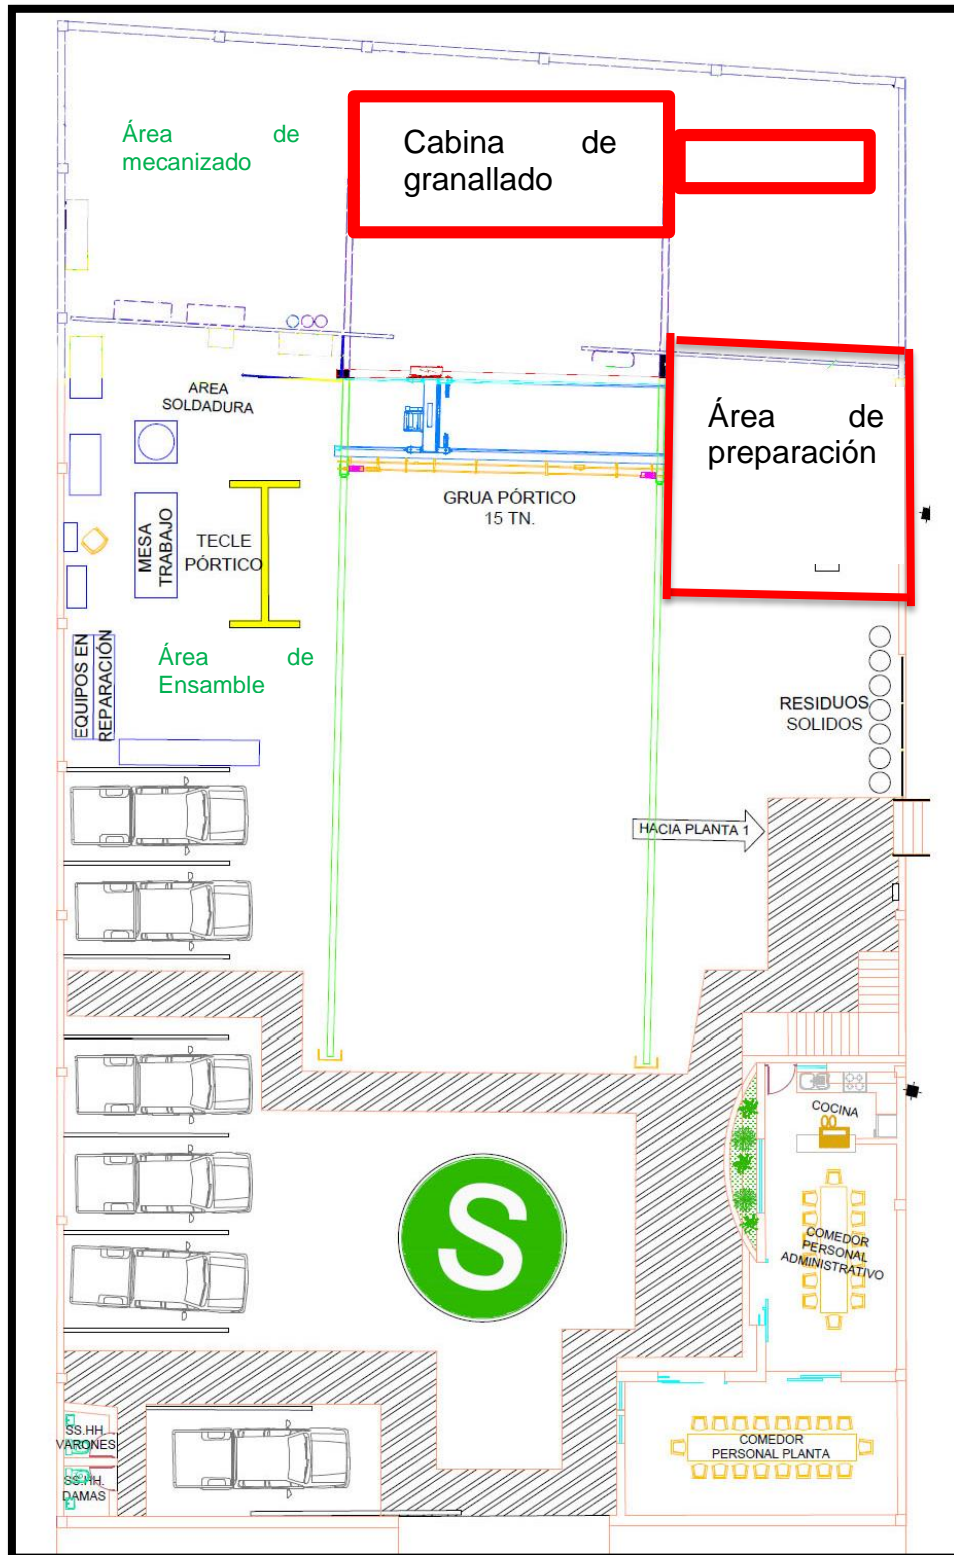 Área de
mecanizado
Cabina de
granallado
AREA
SOLDADURA
Área de
preparación
GRUA PÓRTICO
15 TN.
MESA
TRABAJO
TECLE
PÓRTICO
Área de
Ensamble
EQUIPOS EN
REPARACIÓN
RESIDUOS
SOLIDOS
HACIA PLANTA 1
COCINA
S
COMEDOR
PERSONAL
ADMINISTRATIVO
SS.HH
VARONES
SS.HH.
DAMAS
COMEDOR
PERSONAL PLANTA